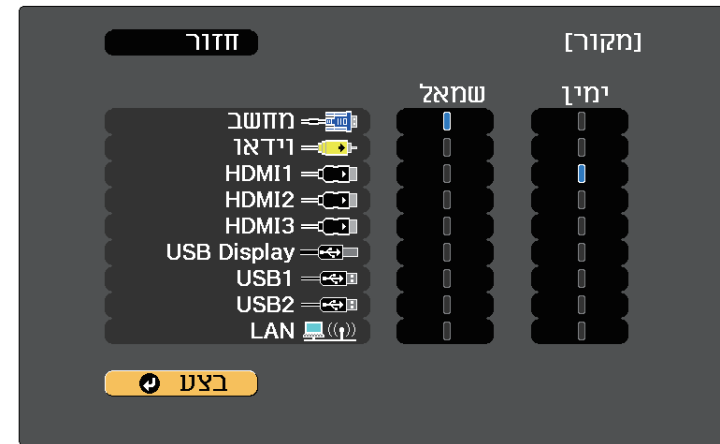 [מקור] חזור
ימין שמאל
מחשב
וידאו
HDMI1
HDMI2
HDMI3
USB Display
USB1
USB2
LAN
בצע